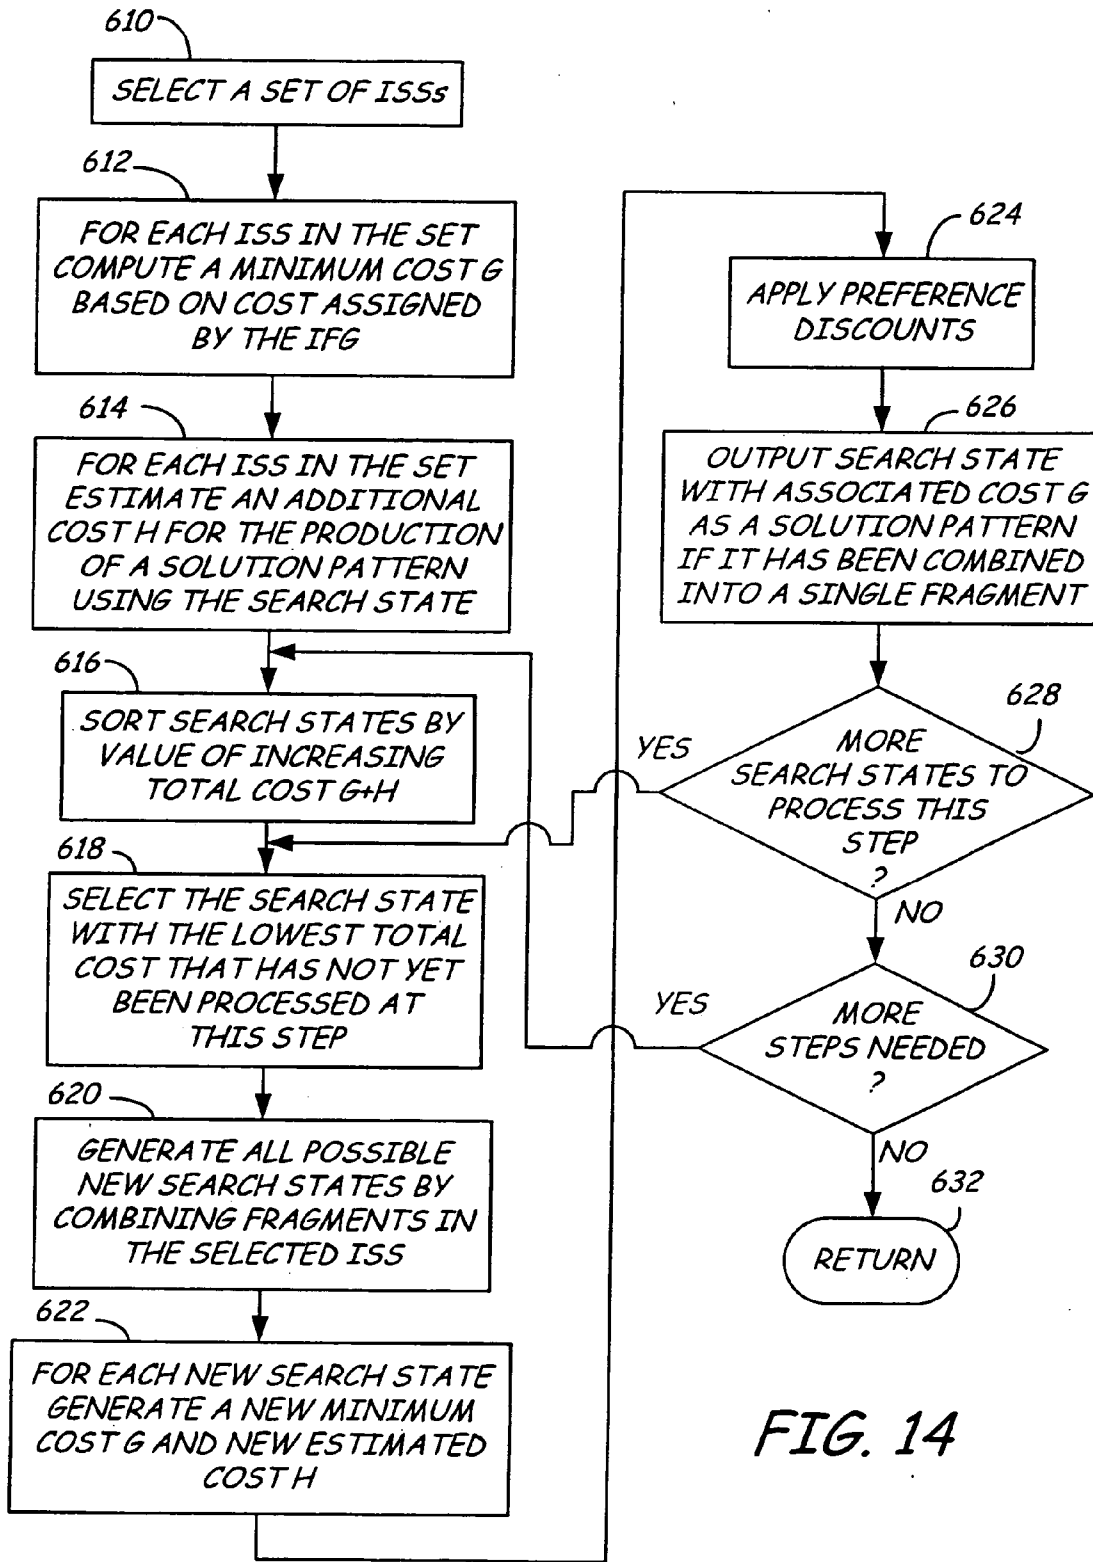 610
SELECT A SET OF ISSs
612
FOR EACH ISS IN THE SET
COMPUTE A MINIMUM COST G
BASED ON COST ASSIGNED
BY THE IFG
614
FOR EACH ISS IN THE SET
ESTIMATE AN ADDITIONAL
COST H FOR THE PRODUCTION
OF A SOLUTION PATTERN
USING THE SEARCH STATE
616
SORT SEARCH STATES BY
VALUE OF INCREASING
TOTAL COST G+H
618
SELECT THE SEARCH STATE
WITH THE LOWEST TOTAL
COST THAT HAS NOT YET
BEEN PROCESSED AT
THIS STEP
620
GENERATE ALL POSSIBLE
NEW SEARCH STATES BY
COMBINING FRAGMENTS IN
THE SELECTED ISS
622
FOR EACH NEW SEARCH STATE
GENERATE A NEW MINIMUM
COST G AND NEW ESTIMATED
COST H
624
APPLY PREFERENCE
DISCOUNTS
626
OUTPUT SEARCH STATE
WITH ASSOCIATED COST G
AS A SOLUTION PATTERN
IF IT HAS BEEN COMBINED
INTO A SINGLE FRAGMENT
628
YES
MORE
SEARCH STATES TO
PROCESS THIS
STEP
?
NO
630
YES
MORE
STEPS NEEDED
?
NO
632
RETURN
FIG. 14